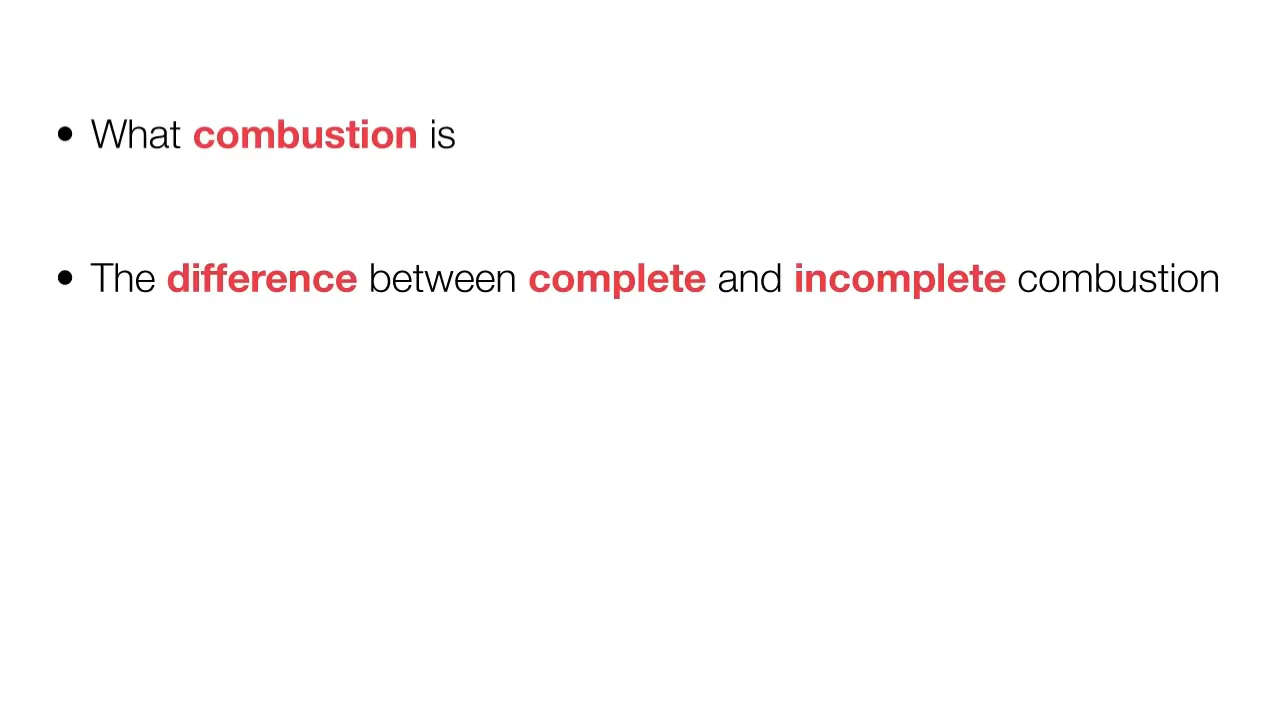 • What combustion is
• The difference between complete and incomplete combustion